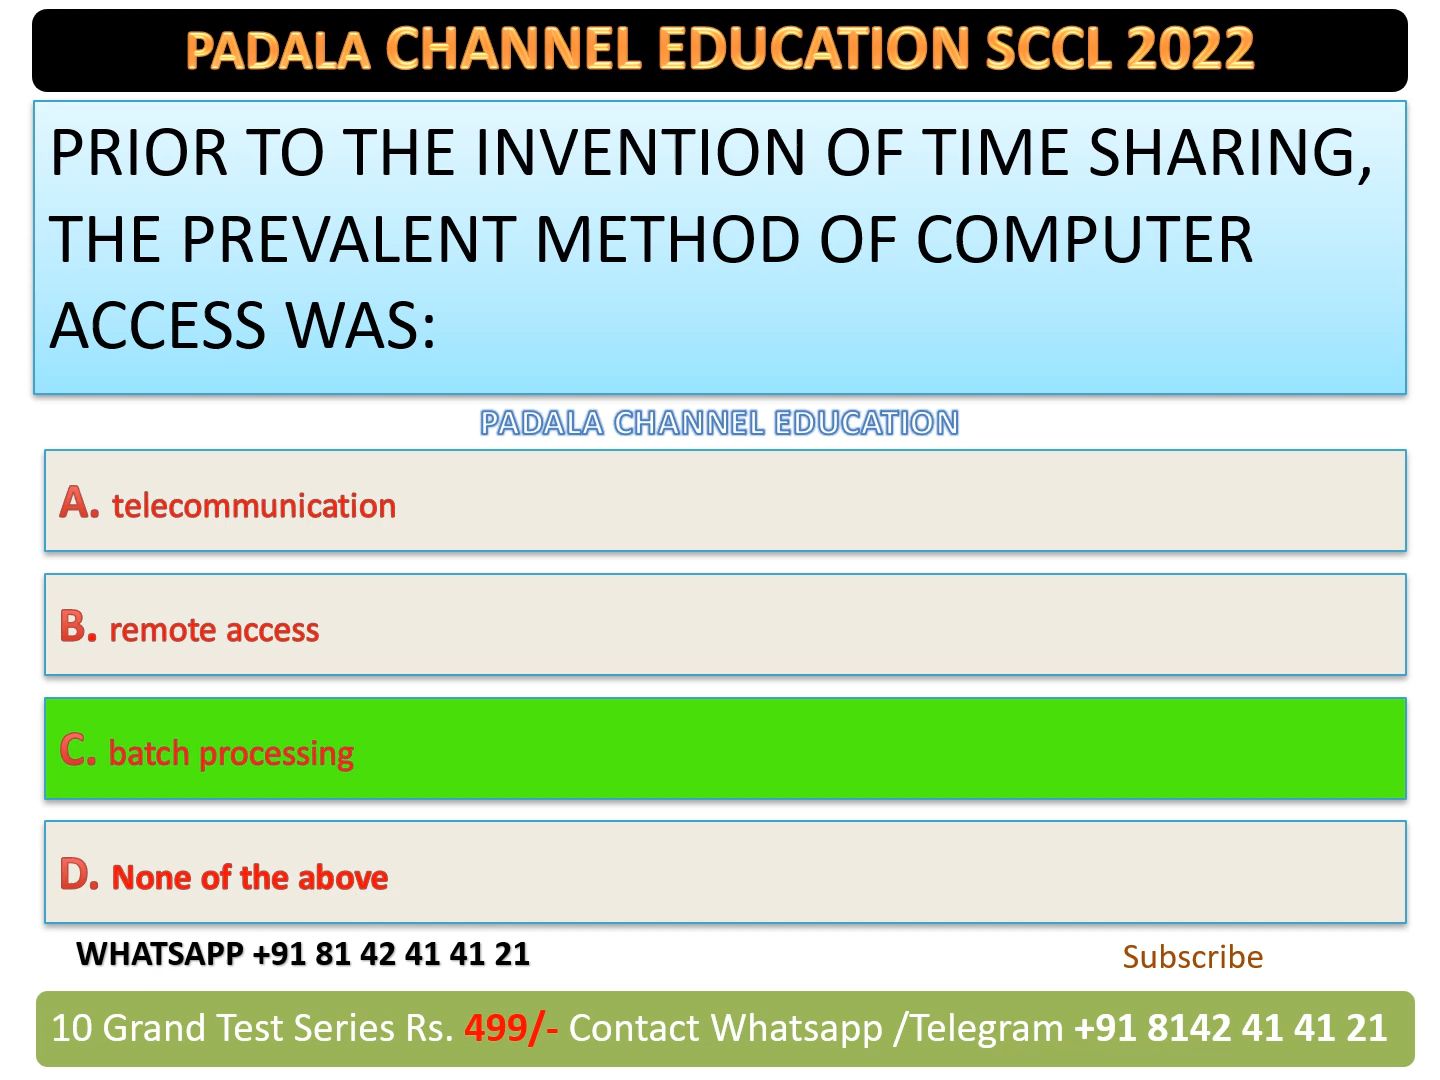 PADALA CHANNEL EDUCATION SCCL 2022
PRIOR TO THE INVENTION OF TIME SHARING,
THE PREVALENT METHOD OF COMPUTER
ACCESS WAS:
PADALA CHANNEL EDUCATION
A. telecommunication
B. remote access
C. batch processing
D. None of the above
WHATSAPP +91 81 42 41 41 21
Subscribe
10 Grand Test Series Rs. 499/- Contact Whatsapp /Telegram +91 8142 41 41 21